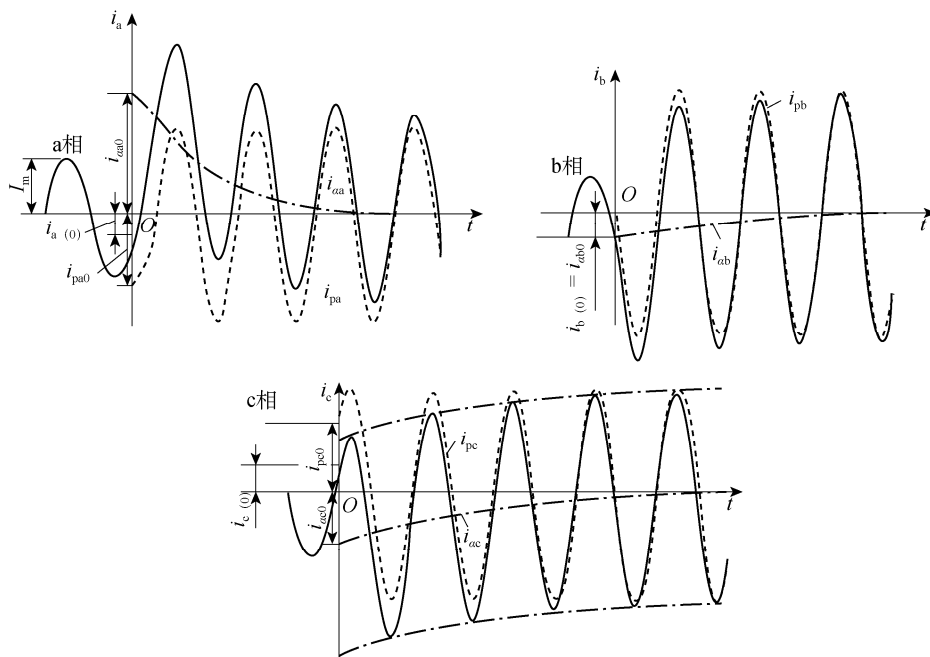 i_a
a相
I_m
i_αa0
i_αa
O
t
i_a (0)
i_pa0
i_pa
i_b
i_pb
b相
O
t
i_αb
i_b (0) = i_αb0
i_c
c相
i_pc
i_pc0
i_c (0)
O
t
i_αc0
i_αc